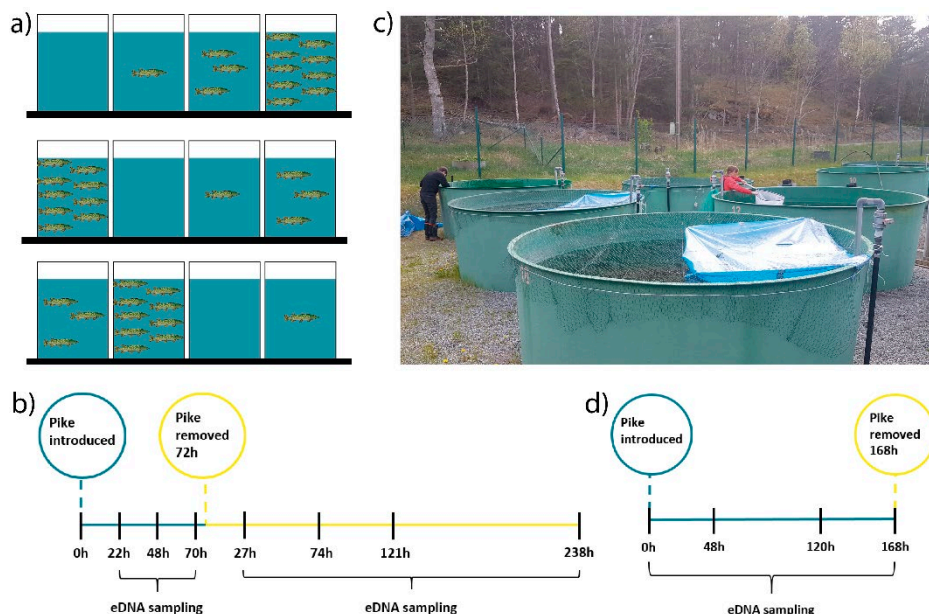 a)
c)
b)
Pike
introduced
Pike
removed
72h
0h 22h 48h 70h 27h 74h 121h 238h
eDNA sampling eDNA sampling
d)
Pike
introduced
Pike
removed
168h
0h 48h 120h 168h
eDNA sampling